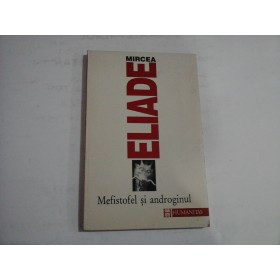 MIRCEA
ELIADE
Mefistofel și androginul
HUMANITAS